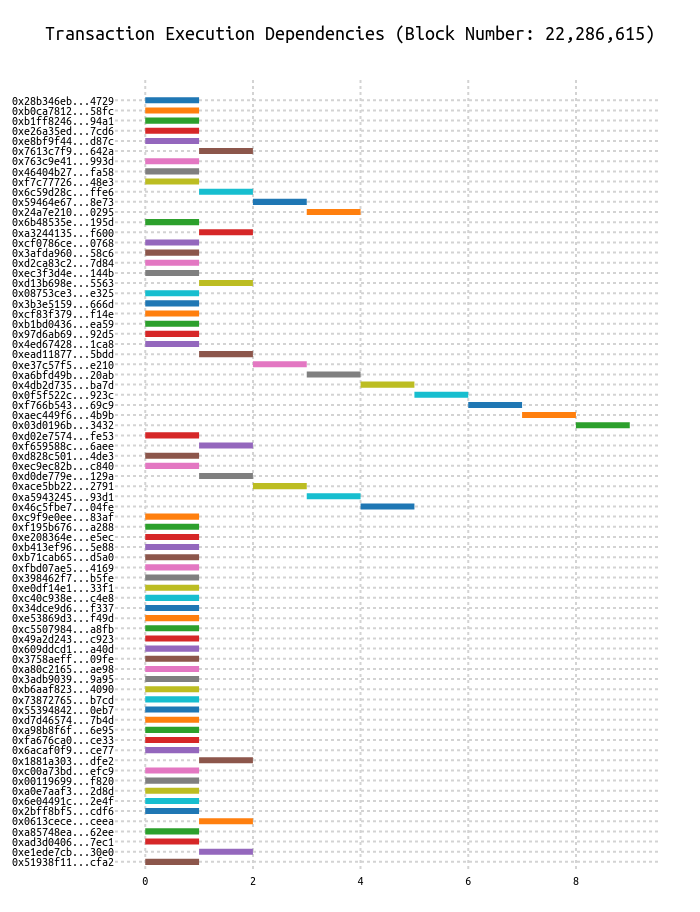 Transaction Execution Dependencies (Block Number: 22,286,615)
0x28b346eb...4729
0xb0ca7812...58fc
0xb1ff8246...94a1
0xe26a35ed...7cd6
0xe8bf9f44...d87c
0x7613c7f9...642a
0x763c9e41...993d
0x46404b27...fa58
0xf7c77726...48e3
0x6c59d28c...ffe6
0x59464e67...8e73
0x24a7e210...0295
0x6b48535e...195d
0xa3244135...f600
0xcf0786ce...0768
0x3afda960...58c6
0xd2ca83c2...7d84
0xec3f3d4e...144b
0xd13b698e...5563
0x08753ce3...e325
0x3b3e5159...666d
0xcf83f379...f14e
0xb1bd0436...ea59
0x97d6ab69...92d5
0x4ed67428...1ca8
0xead11877...5bdd
0xe37c57f5...e210
0xa6bfd49b...20ab
0x4db2d735...ba7d
0x0f5f522c...923c
0xf766b543...69c9
0xaec449f6...4b9b
0x03d0196b...3432
0xd02e7574...fe53
0xf659588c...6aee
0xd828c501...4de3
0xec9ec82b...c840
0xd0de779e...129a
0xace5bb22...2791
0xa5943245...93d1
0x46c5fbe7...04fe
0xc9f9e0ee...83af
0xf195b676...a288
0xe208364e...e5ec
0xb413ef96...5e88
0xb71cab65...d5a0
0xfbd07ae5...4169
0x398462f7...b5fe
0xe0df14e1...33f1
0xc40c938e...c4e8
0x34dce9d6...f337
0xe53869d3...f49d
0xc5507984...a8fb
0x49a2d243...c923
0x609ddcd1...a40d
0x3758aeff...09fe
0xa80c2165...ae98
0x3adb9039...9a95
0xb6aaf823...4090
0x73872765...b7cd
0x55394842...0eb7
0xd7d46574...7b4d
0xa98b8f6f...6e95
0xfa676ca0...ce33
0x6acaf0f9...ce77
0x1881a303...dfe2
0xc00a73bd...efc9
0x00119699...f820
0xa0e7aaf3...2d8d
0x6e04491c...2e4f
0x2bff8bf5...cdf6
0x0613cece...ceea
0xa85748ea...62ee
0xad3d0406...7ec1
0xe1ede7cb...30e0
0x51938f11...cfa2
0 2 4 6 8